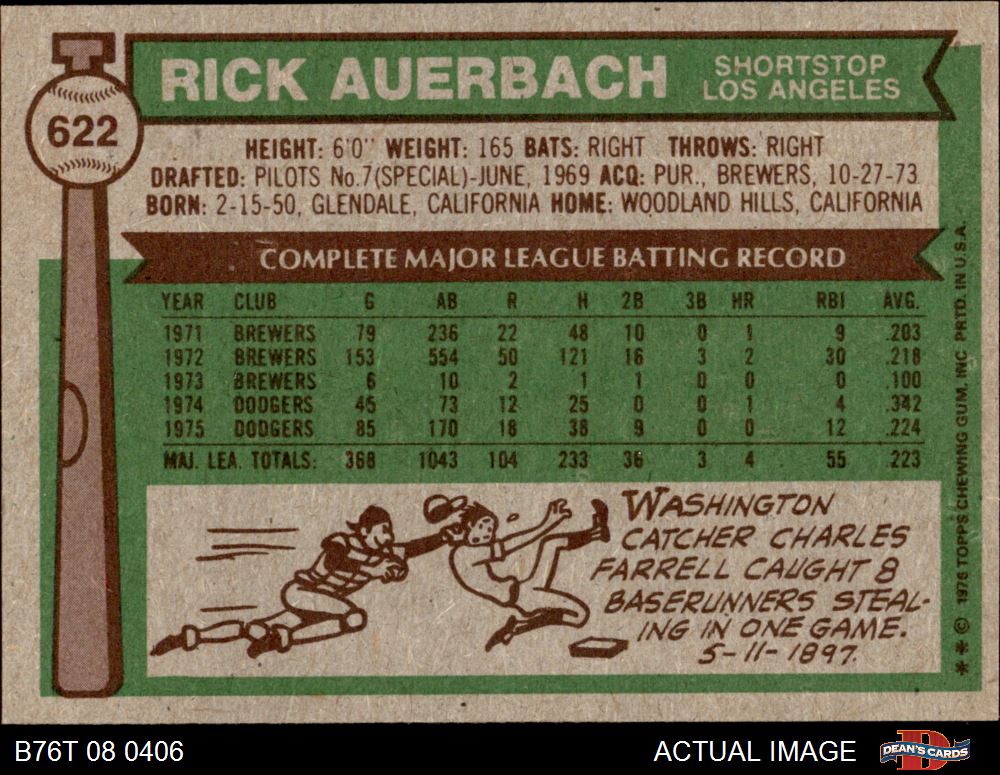 622
RICK AUERBACH
SHORTSTOP
LOS ANGELES
HEIGHT: 6'0" WEIGHT: 165 BATS: RIGHT THROWS: RIGHT
DRAFTED: PILOTS No.7(SPECIAL)-JUNE, 1969 ACQ: PUR., BREWERS, 10-27-73
BORN: 2-15-50, GLENDALE, CALIFORNIA HOME: WOODLAND HILLS, CALIFORNIA
COMPLETE MAJOR LEAGUE BATTING RECORD
YEAR CLUB G AB R H 2B 3B HR RBI AVG.
1971 BREWERS 79 236 22 48 10 0 1 9 .203
1972 BREWERS 153 554 50 121 16 3 2 30 .218
1973 BREWERS 6 10 2 1 1 0 0 0 .100
1974 DODGERS 45 73 12 25 0 0 1 4 .342
1975 DODGERS 85 170 18 38 9 0 0 12 .224
MAJ. LEA. TOTALS: 368 1043 104 233 36 3 4 55 .223
WASHINGTON
CATCHER CHARLES
FARRELL CAUGHT 8
BASERUNNERS STEAL-
ING IN ONE GAME.
5-11-1897.
**© 1976 TOPPS CHEWING GUM, INC. PRTD. IN U.S.A.
B76T 08 0406
ACTUAL IMAGE
D
DEAN'S CARDS